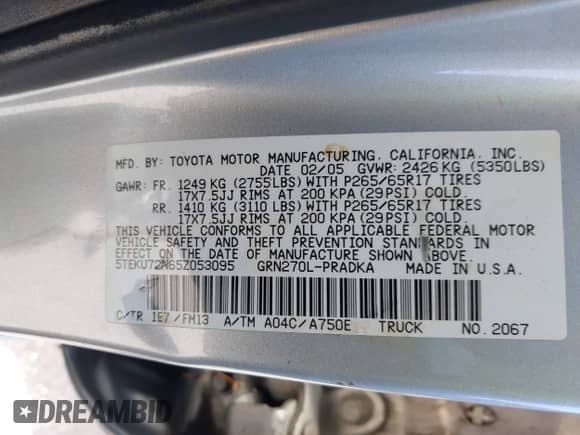 MFD. BY: TOYOTA MOTOR MANUFACTURING, CALIFORNIA, INC.
DATE 02/05 GVWR: 2426 KG (5350LBS)
GAWR: FR. 1249 KG (2755LBS) WITH P265/65R17 TIRES
17X7.5JJ RIMS AT 200 KPA (29 PSI) COLD.
RR. 1410 KG (3110 LBS) WITH P265/65R17 TIRES
17X7.5JJ RIMS AT 200 KPA (29 PSI) COLD.
THIS VEHICLE CONFORMS TO ALL APPLICABLE FEDERAL MOTOR
VEHICLE SAFETY AND THEFT PREVENTION STANDARDS IN
EFFECT ON THE DATE OF MANUFACTURE SHOWN ABOVE.
5TEKU72N65Z053095 GRN270L-PRADKA MADE IN U.S.A.
C/TR 1E7/FM13 A/TM A04C/A750E TRUCK NO. 2067
DREAMBID